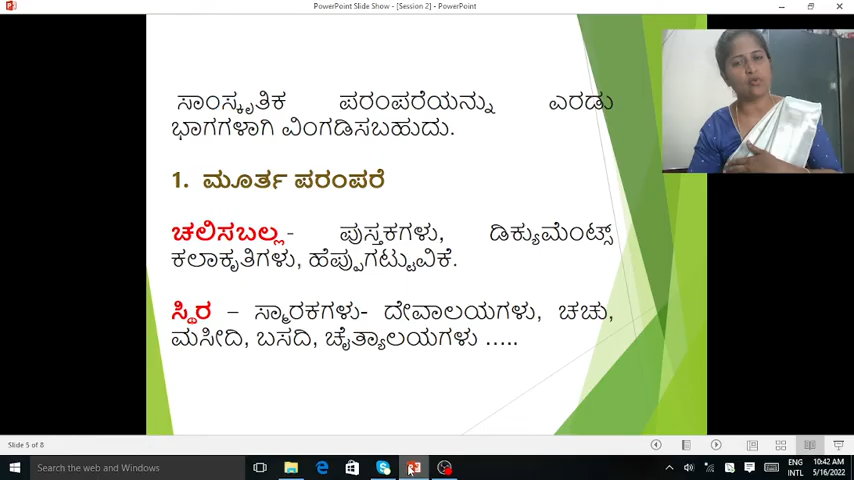 PowerPoint Slide Show - [Session 2] - PowerPoint
ಸಾಂಸ್ಕೃತಿಕ ಪರಂಪರೆಯನ್ನು ಎರಡು
ಭಾಗಗಳಾಗಿ ವಿಂಗಡಿಸಬಹುದು.
1. ಮೂರ್ತ ಪರಂಪರೆ
ಚಲಿಸಬಲ್ಲ - ಪುಸ್ತಕಗಳು, ಡಿಕ್ಯುಮೆಂಟ್ಸ್
ಕಲಾಕೃತಿಗಳು, ಹೆಪ್ಪುಗಟ್ಟುವಿಕೆ.
ಸ್ಥಿರ – ಸ್ಮಾರಕಗಳು- ದೇವಾಲಯಗಳು, ಚಚು,
ಮಸೀದಿ, ಬಸದಿ, ಚೈತ್ಯಾಲಯಗಳು .....
Slide 5 of 8
Search the web and Windows
ENG
INTL
10:42 AM
5/16/2022